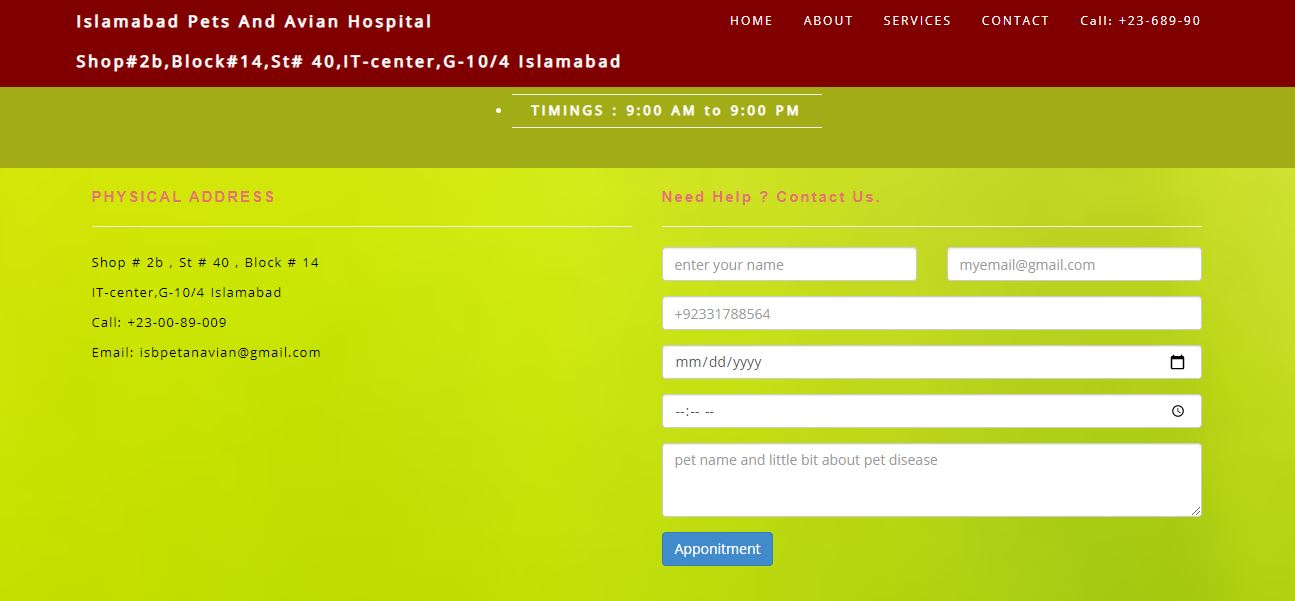 Islamabad Pets And Avian Hospital
HOME ABOUT SERVICES CONTACT Call: +23-689-90
Shop#2b,Block#14,St# 40,IT-center,G-10/4 Islamabad
• TIMINGS : 9:00 AM to 9:00 PM
PHYSICAL ADDRESS
Shop # 2b , St # 40 , Block # 14
IT-center,G-10/4 Islamabad
Call: +23-00-89-009
Email: isbpetanavian@gmail.com
Need Help ? Contact Us.
enter your name myemail@gmail.com
+92331788564
mm/dd/yyyy
--:-- --
pet name and little bit about pet disease
Apponitment